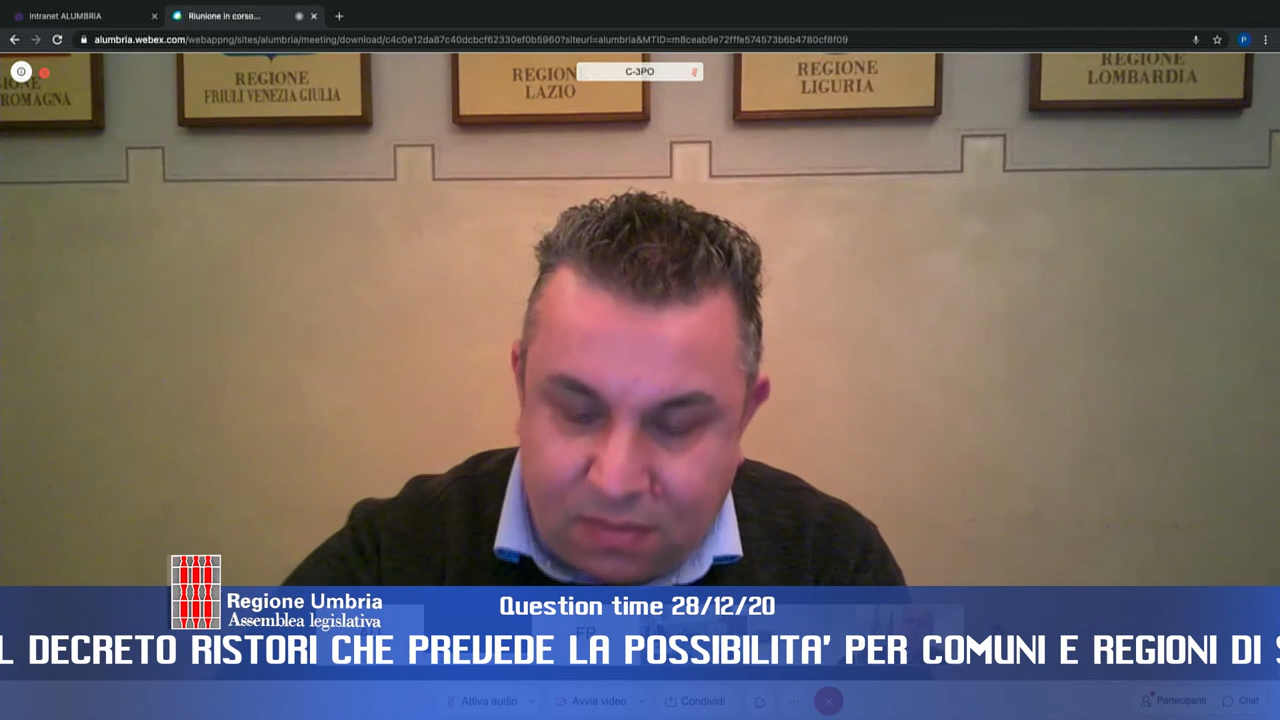 Intranet ALUMBRIA
Riunione in corso...
alumbria.webex.com/webappng/sites/alumbria/meeting/download/c4c0e12da87c40dcbcf62330ef0b5960?siteurl=alumbria&MTID=m8ceab9e72fffe574573b6b4780cf8f09
P
C-3PO
ROMAGNA
REGIONE
FRIULI VENEZIA GIULIA
REGION
LAZIO
REGIONE
LIGURIA
REGIONE
LOMBARDIA
Regione Umbria
Assemblea legislativa
Question time 28/12/20
L DECRETO RISTORI CHE PREVEDE LA POSSIBILITA' PER COMUNI E REGIONI DI S
Attiva audio
Avvia video
Condividi
Partecipanti
Chat